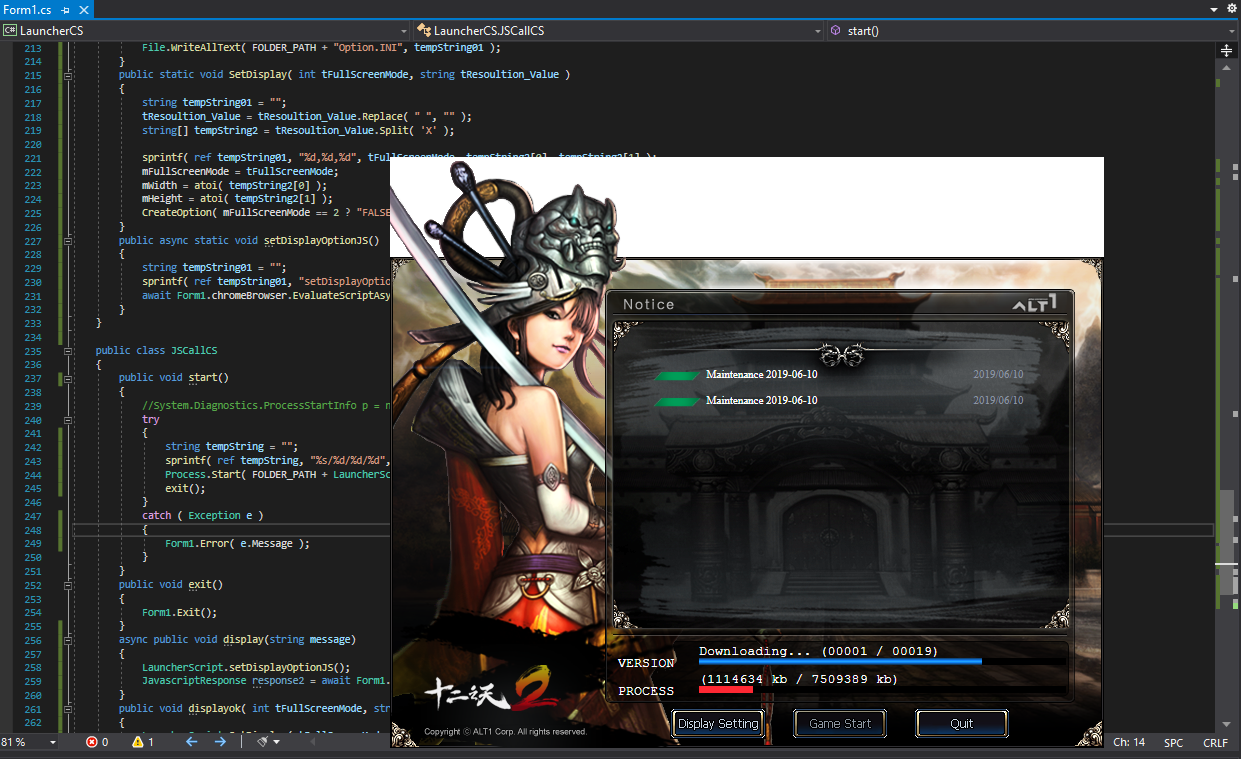 Form1.cs
C# LauncherCS
LauncherCS.JSCallCS
start()
213 File.WriteAllText( FOLDER_PATH + "Option.INI", tempString01 );
214 }
215 public static void SetDisplay( int tFullScreenMode, string tResoultion_Value )
216 {
217 string tempString01 = "";
218 tResoultion_Value = tResoultion_Value.Replace( " ", "" );
219 string[] tempString2 = tResoultion_Value.Split( 'X' );
220
221 sprintf( ref tempString01, "%d,%d,%d", tFullScreenMode, tempString2[0], tempString2[1] );
222 mFullScreenMode = tFullScreenMode;
223 mWidth = atoi( tempString2[0] );
224 mHeight = atoi( tempString2[1] );
225 CreateOption( mFullScreenMode == 2 ? "FALSE
226 }
227 public async static void setDisplayOptionJS()
228 {
229 string tempString01 = "";
230 sprintf( ref tempString01, "setDisplayOptio
231 await Form1.chromeBrowser.EvaluateScriptAsy
232 }
233 }
234
235 public class JSCallCS
236 {
237 public void start()
238 {
239 //System.Diagnostics.ProcessStartInfo p = n
240 try
241 {
242 string tempString = "";
243 sprintf( ref tempString, "%s/%d/%d/%d",
244 Process.Start( FOLDER_PATH + LauncherScr
245 exit();
246 }
247 catch ( Exception e )
248 {
249 Form1.Error( e.Message );
250 }
251 }
252 public void exit()
253 {
254 Form1.Exit();
255 }
256 async public void display(string message)
257 {
258 LauncherScript.setDisplayOptionJS();
259 JavascriptResponse response2 = await Form1.
260 }
261 public void displayok( int tFullScreenMode, str
262 {
Notice
ALT1
Maintenance 2019-06-10 2019/06/10
Maintenance 2019-06-10 2019/06/10
Downloading... (00001 / 00019)
VERSION
(1114634 kb / 7509389 kb)
PROCESS
十二之天2
Copyright ⓒ ALT1 Corp. All rights reserved.
Display Setting
Game Start
Quit
81 %
0
1
Ch: 14
SPC
CRLF